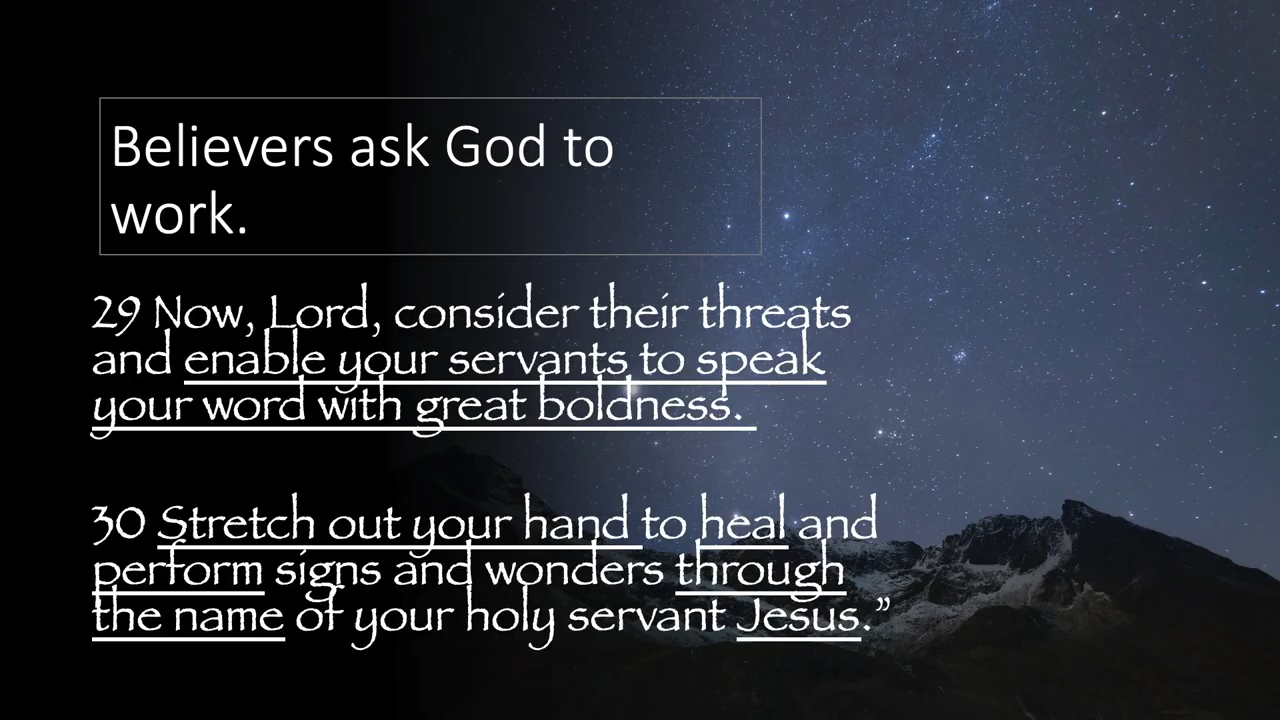 Believers ask God to
work.
29 Now, Lord, consider their threats
and enable your servants to speak
your word with great boldness.
30 Stretch out your hand to heal and
perform signs and wonders through
the name of your holy servant Jesus.”